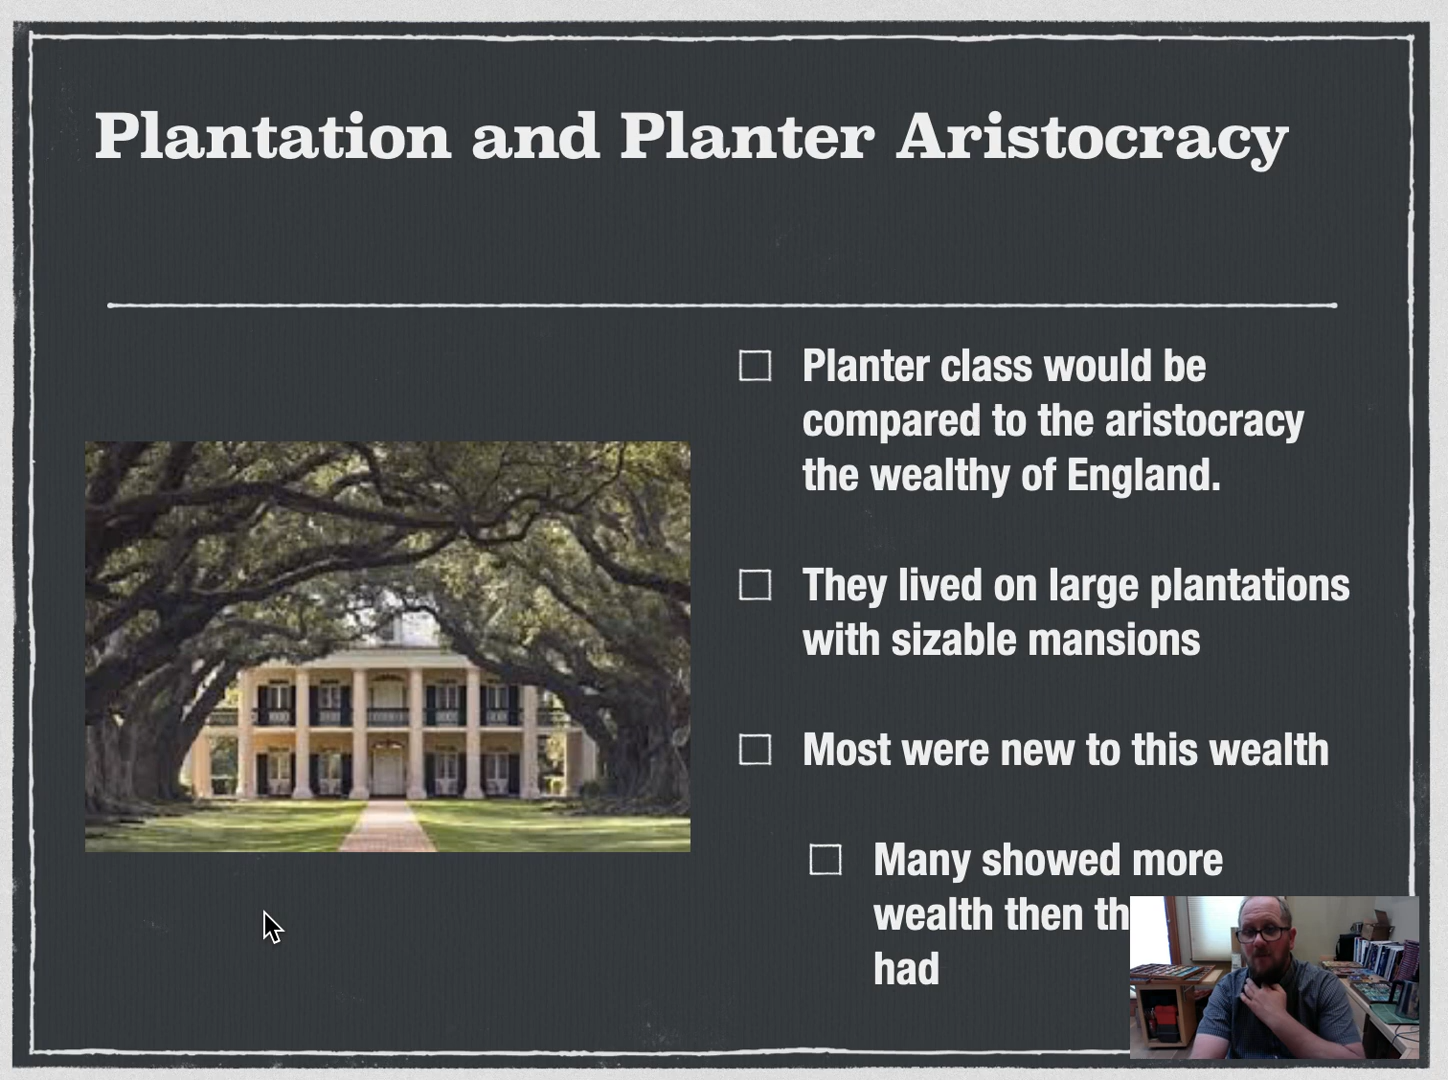 Plantation and Planter Aristocracy
Planter class would be
compared to the aristocracy
the wealthy of England.
They lived on large plantations
with sizable mansions
Most were new to this wealth
Many showed more
wealth then
had